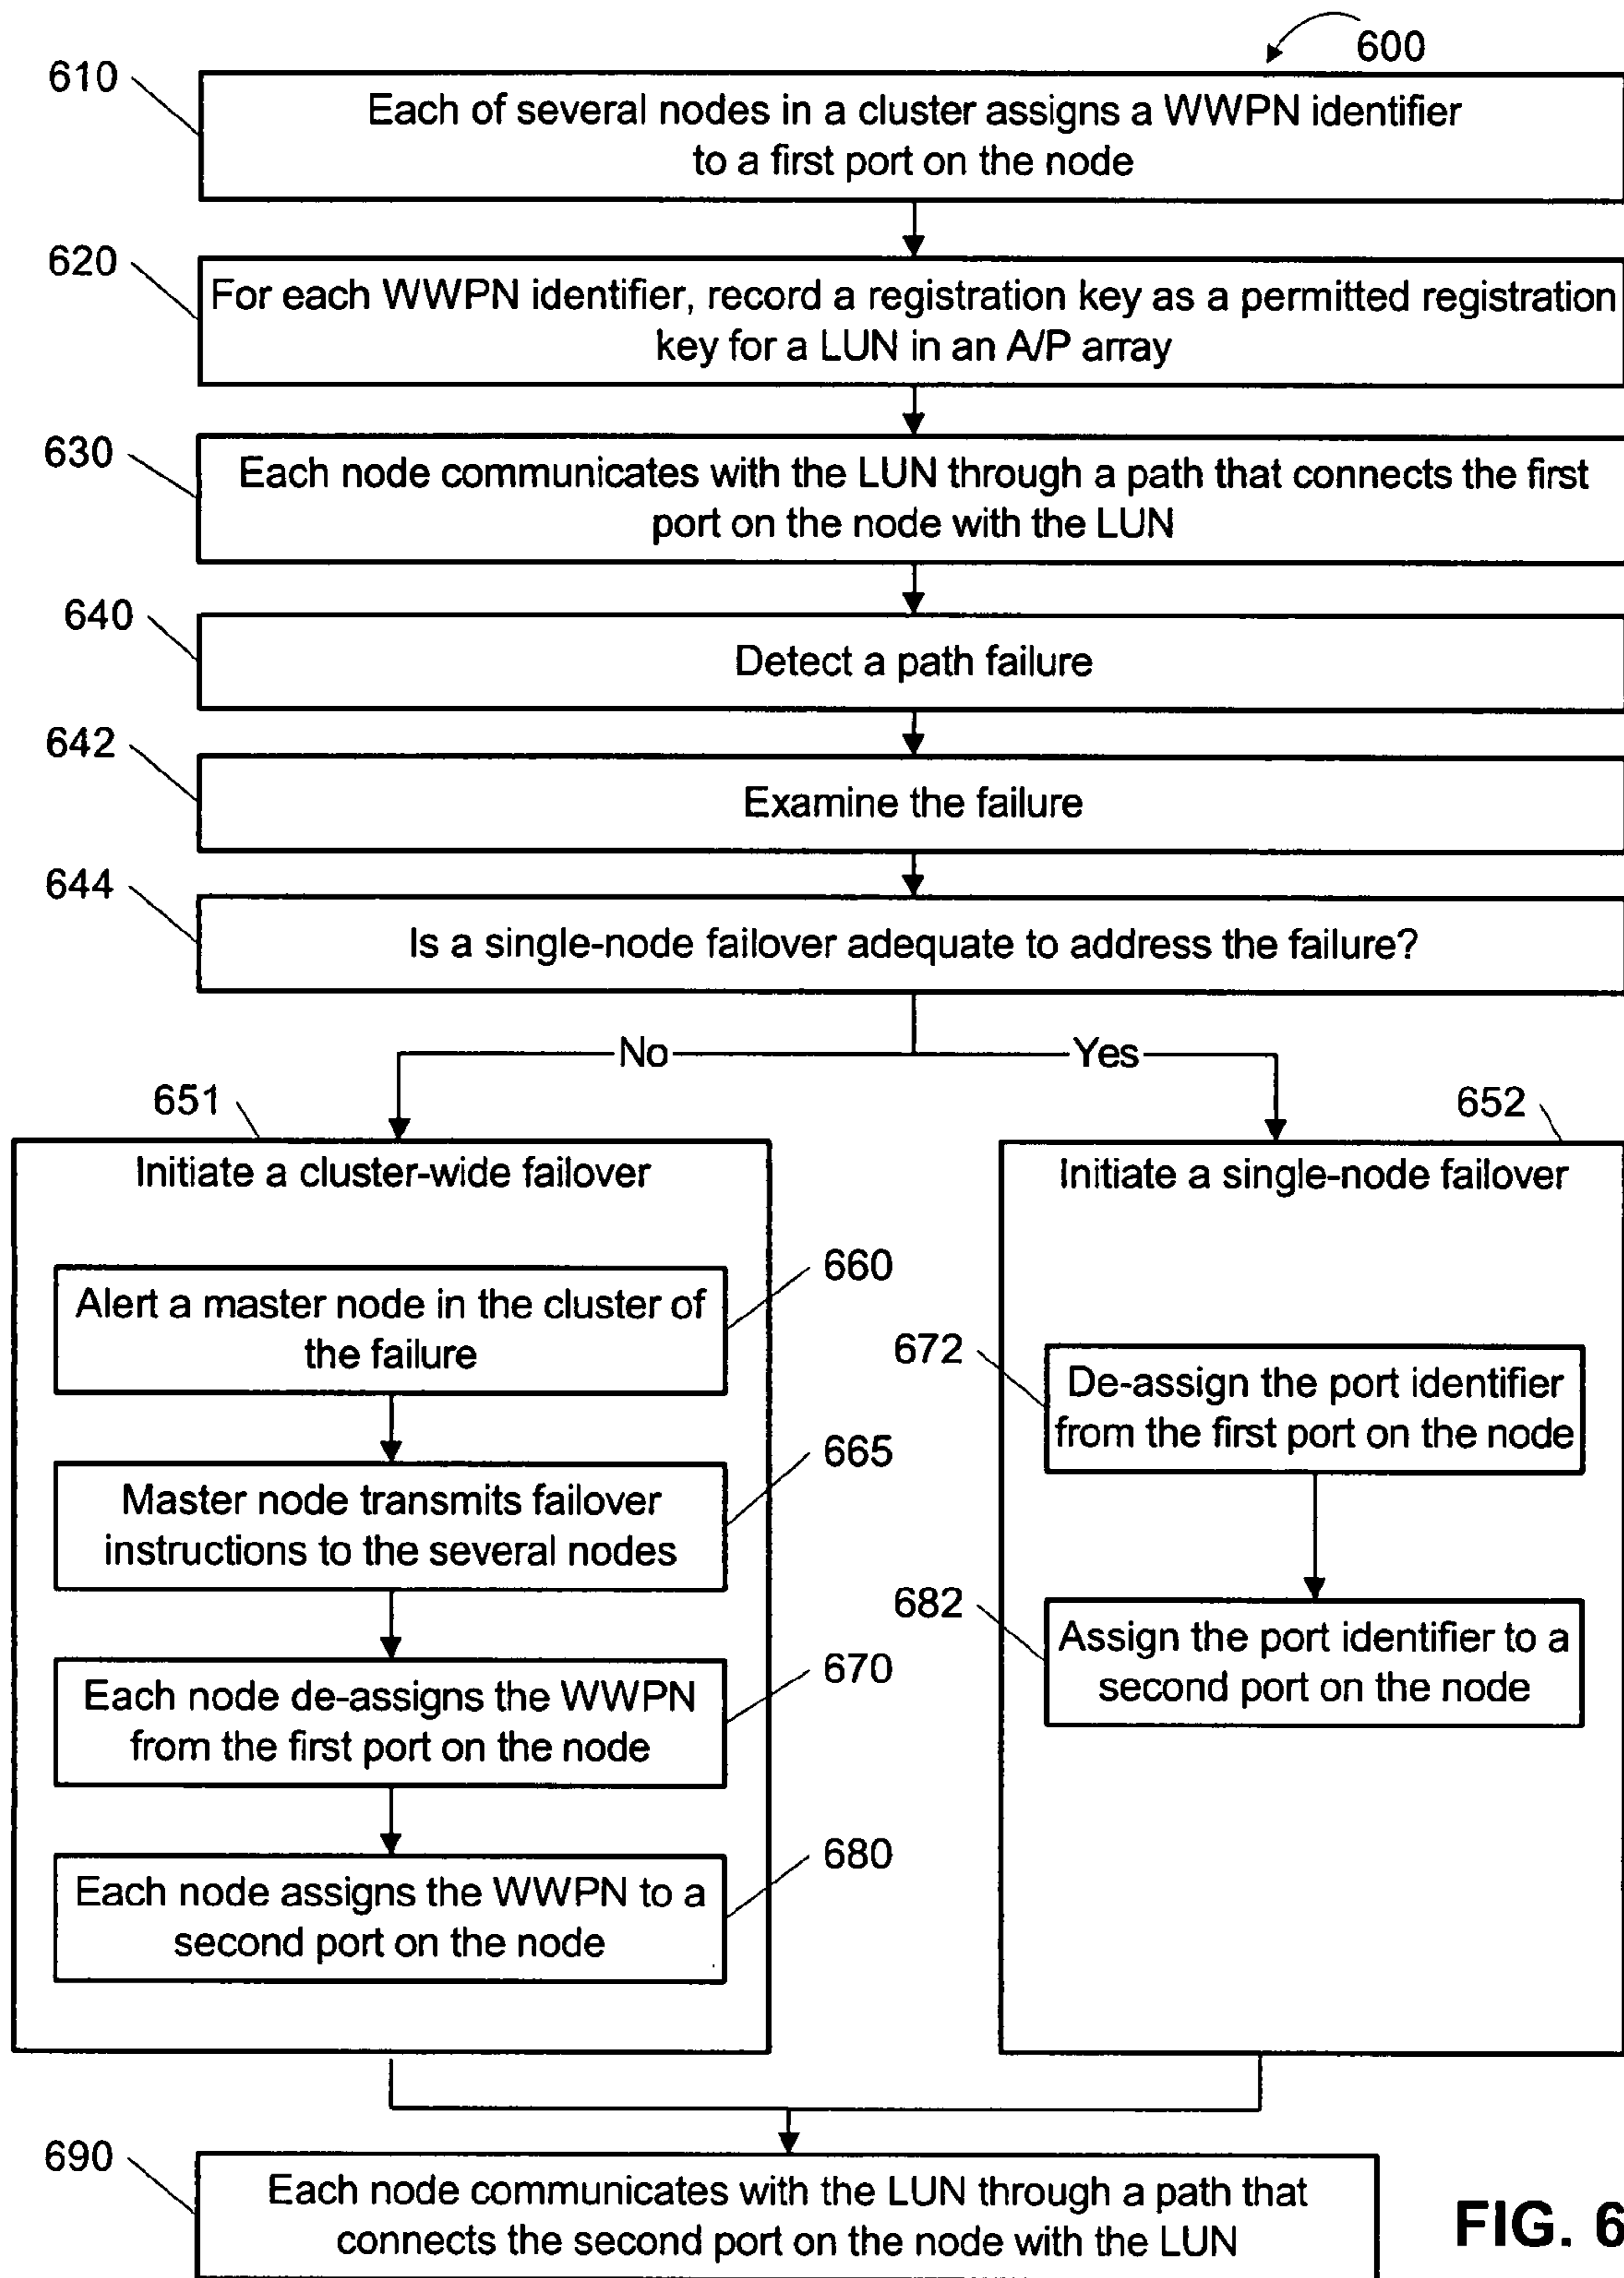 600
610
Each of several nodes in a cluster assigns a WWPN identifier
to a first port on the node
620
For each WWPN identifier, record a registration key as a permitted registration
key for a LUN in an A/P array
630
Each node communicates with the LUN through a path that connects the first
port on the node with the LUN
640
Detect a path failure
642
Examine the failure
644
Is a single-node failover adequate to address the failure?
No
Yes
651
Initiate a cluster-wide failover
660
Alert a master node in the cluster of
the failure
665
Master node transmits failover
instructions to the several nodes
670
Each node de-assigns the WWPN
from the first port on the node
680
Each node assigns the WWPN to a
second port on the node
652
Initiate a single-node failover
672
De-assign the port identifier
from the first port on the node
682
Assign the port identifier to a
second port on the node
690
Each node communicates with the LUN through a path that
connects the second port on the node with the LUN
FIG. 6